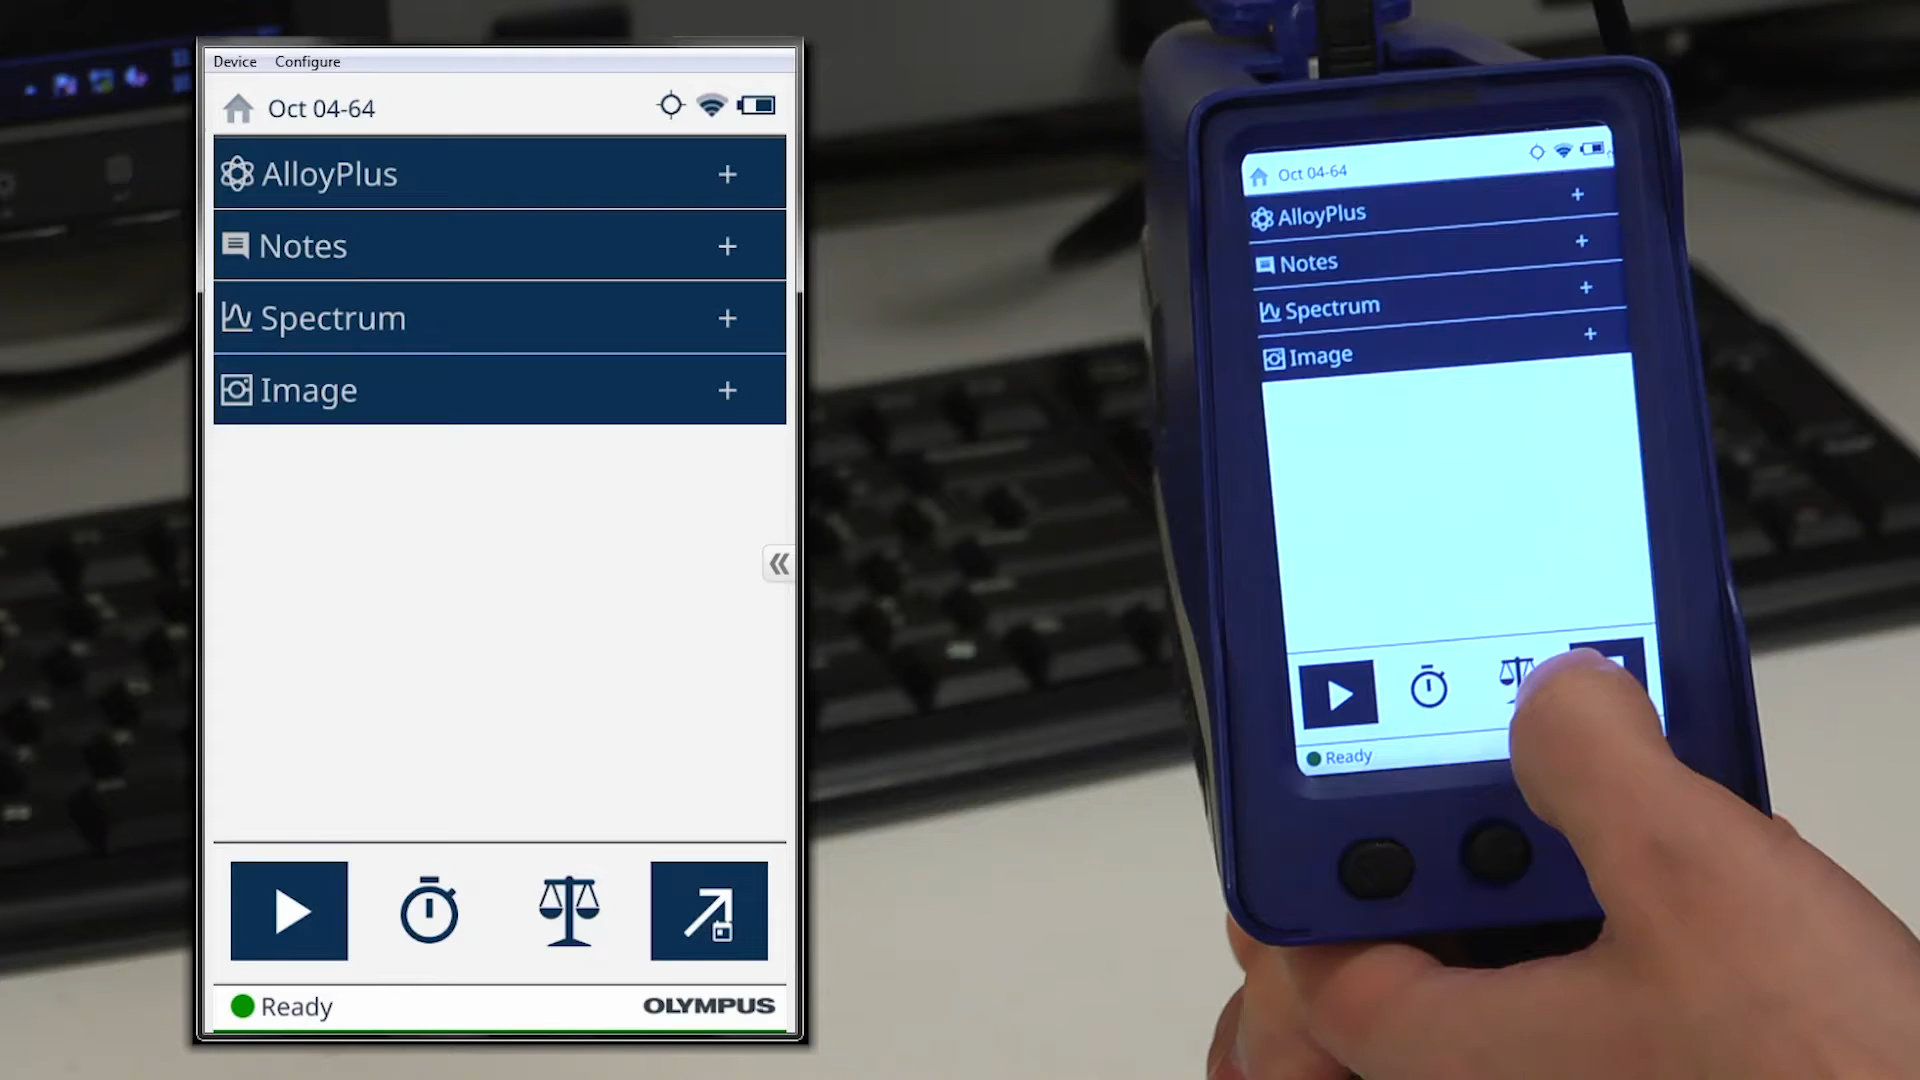 Device Configure
Oct 04-64
AlloyPlus +
Notes +
Spectrum +
Image +
Ready
OLYMPUS
Oct 04-64
AlloyPlus +
Notes +
Spectrum +
Image +
Ready